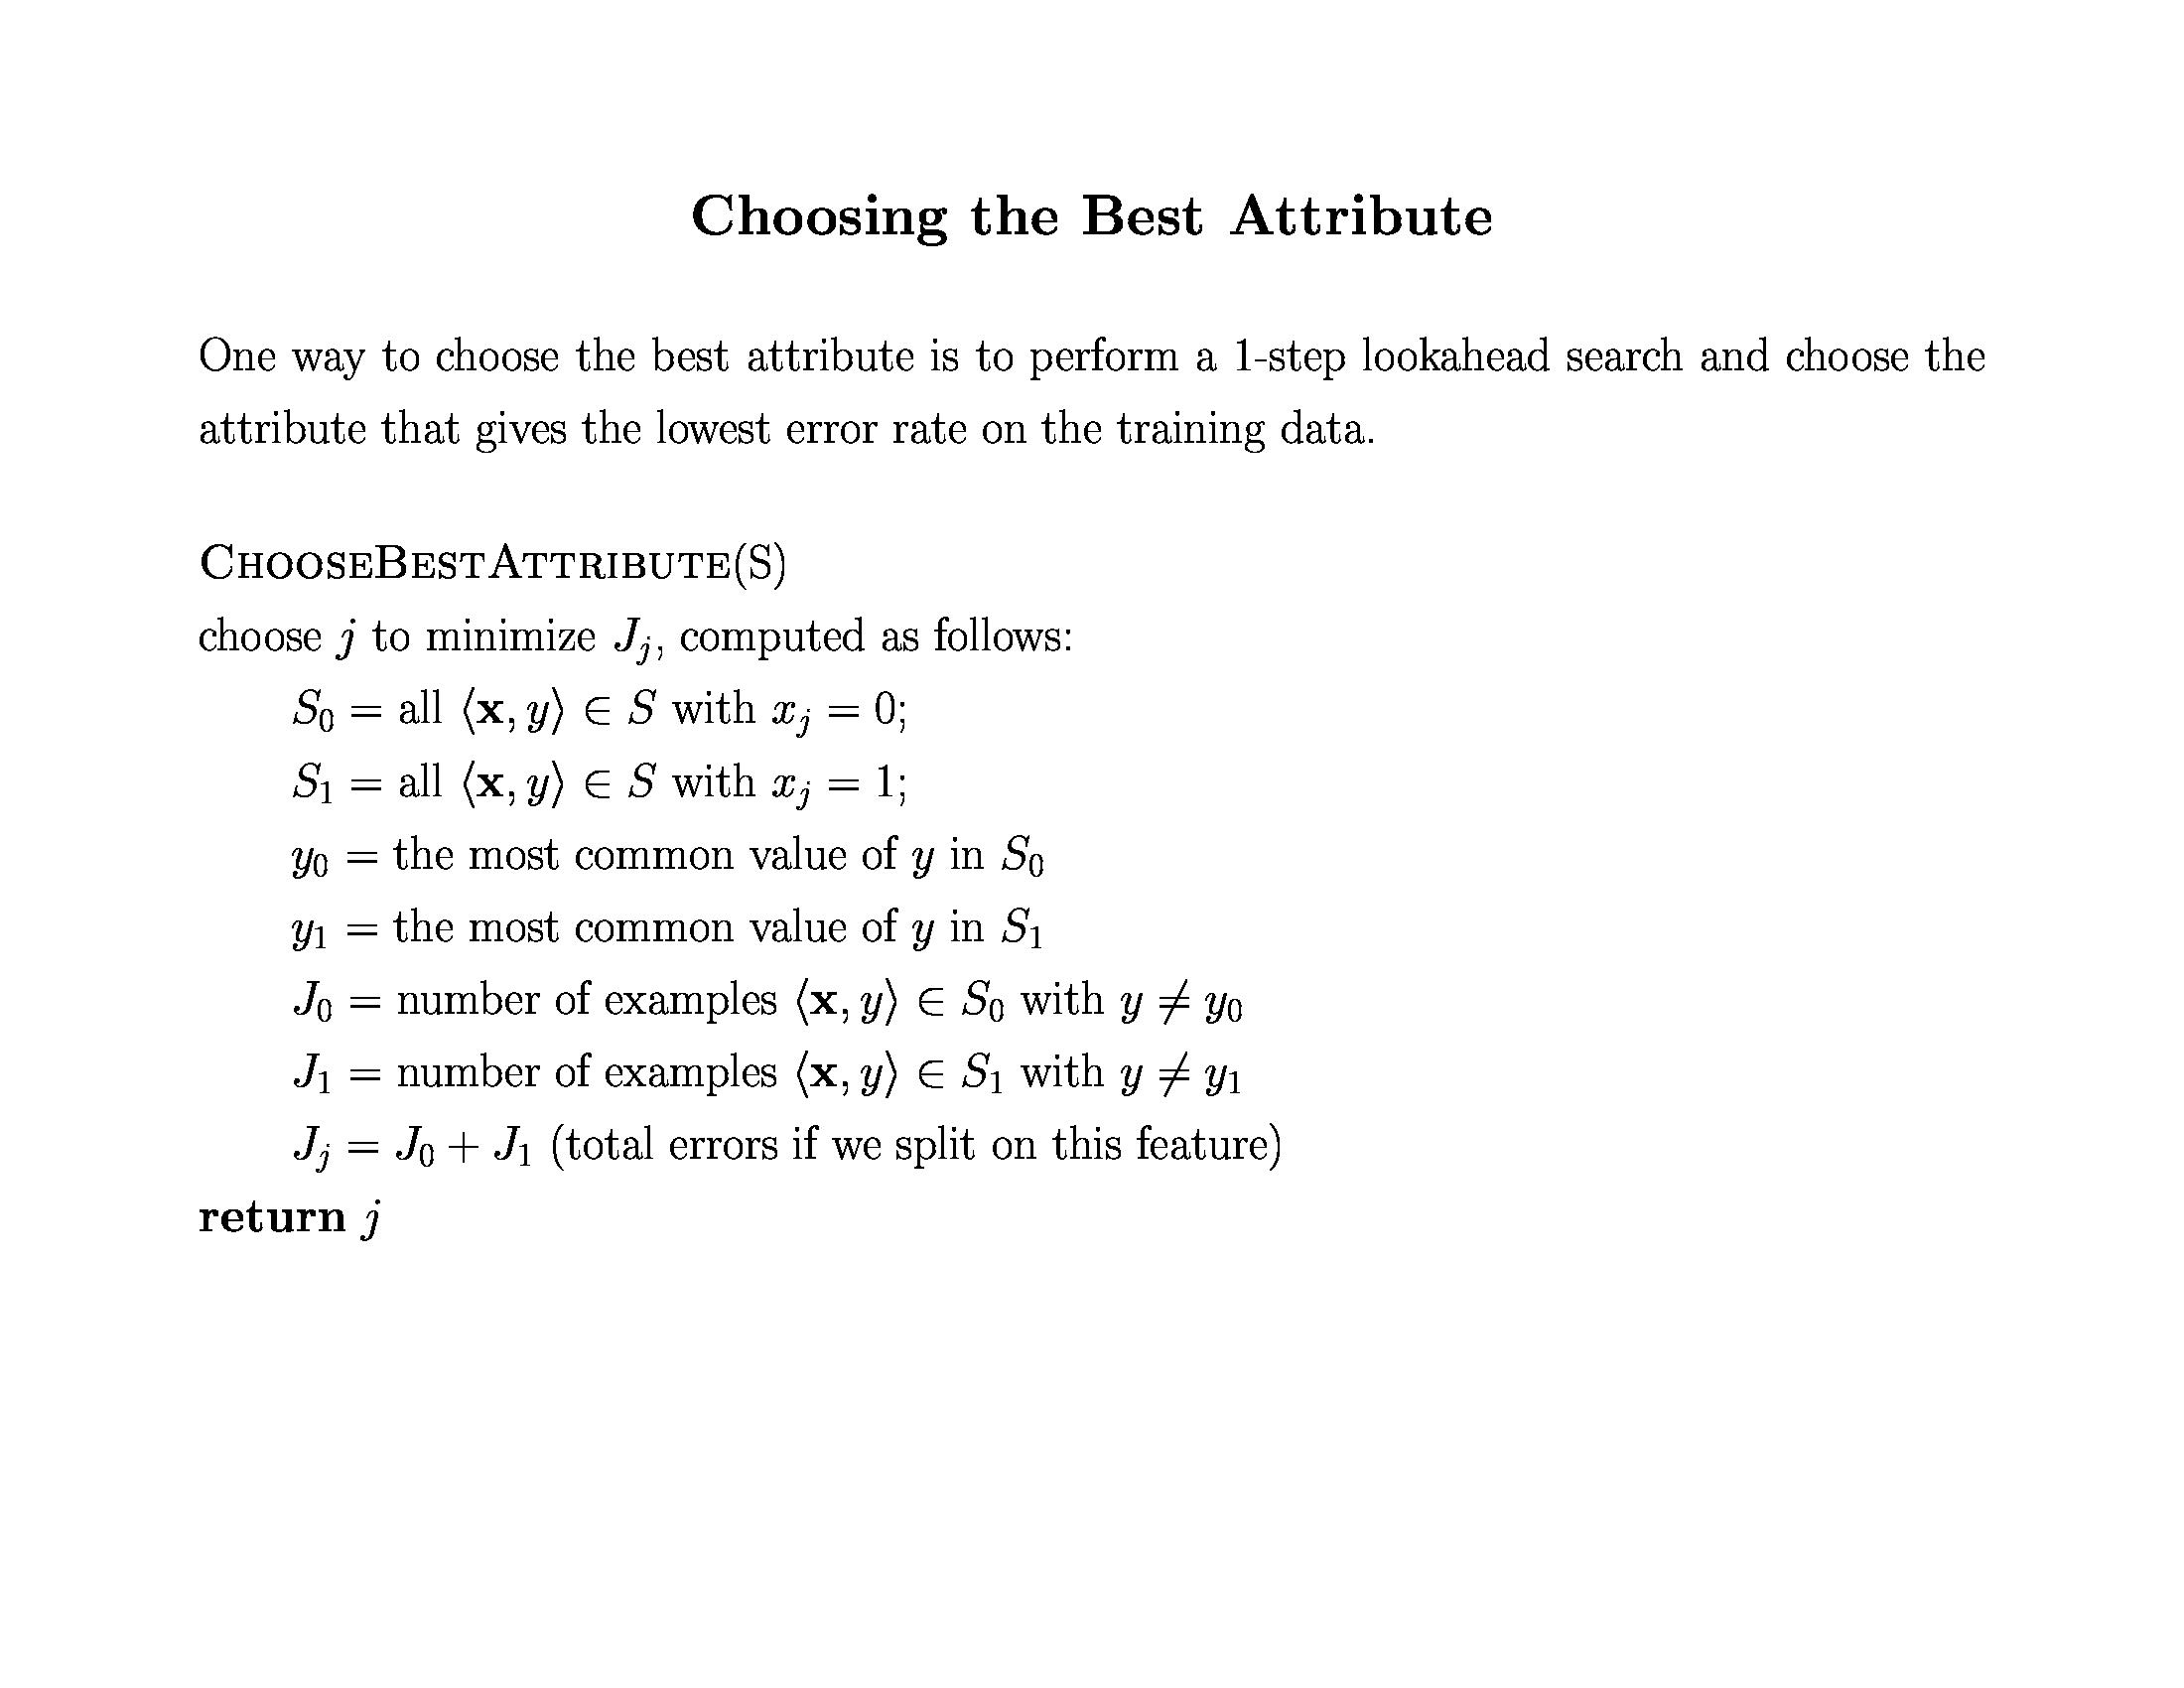 Choosing the Best Attribute
One way to choose the best attribute is to perform a 1-step lookahead search and choose the
attribute that gives the lowest error rate on the training data.
CHOOSEBESTATTRIBUTE(S)
choose j to minimize J_j, computed as follows:
S_0 = all ⟨x, y⟩ ∈ S with x_j = 0;
S_1 = all ⟨x, y⟩ ∈ S with x_j = 1;
y_0 = the most common value of y in S_0
y_1 = the most common value of y in S_1
J_0 = number of examples ⟨x, y⟩ ∈ S_0 with y ≠ y_0
J_1 = number of examples ⟨x, y⟩ ∈ S_1 with y ≠ y_1
J_j = J_0 + J_1 (total errors if we split on this feature)
return j